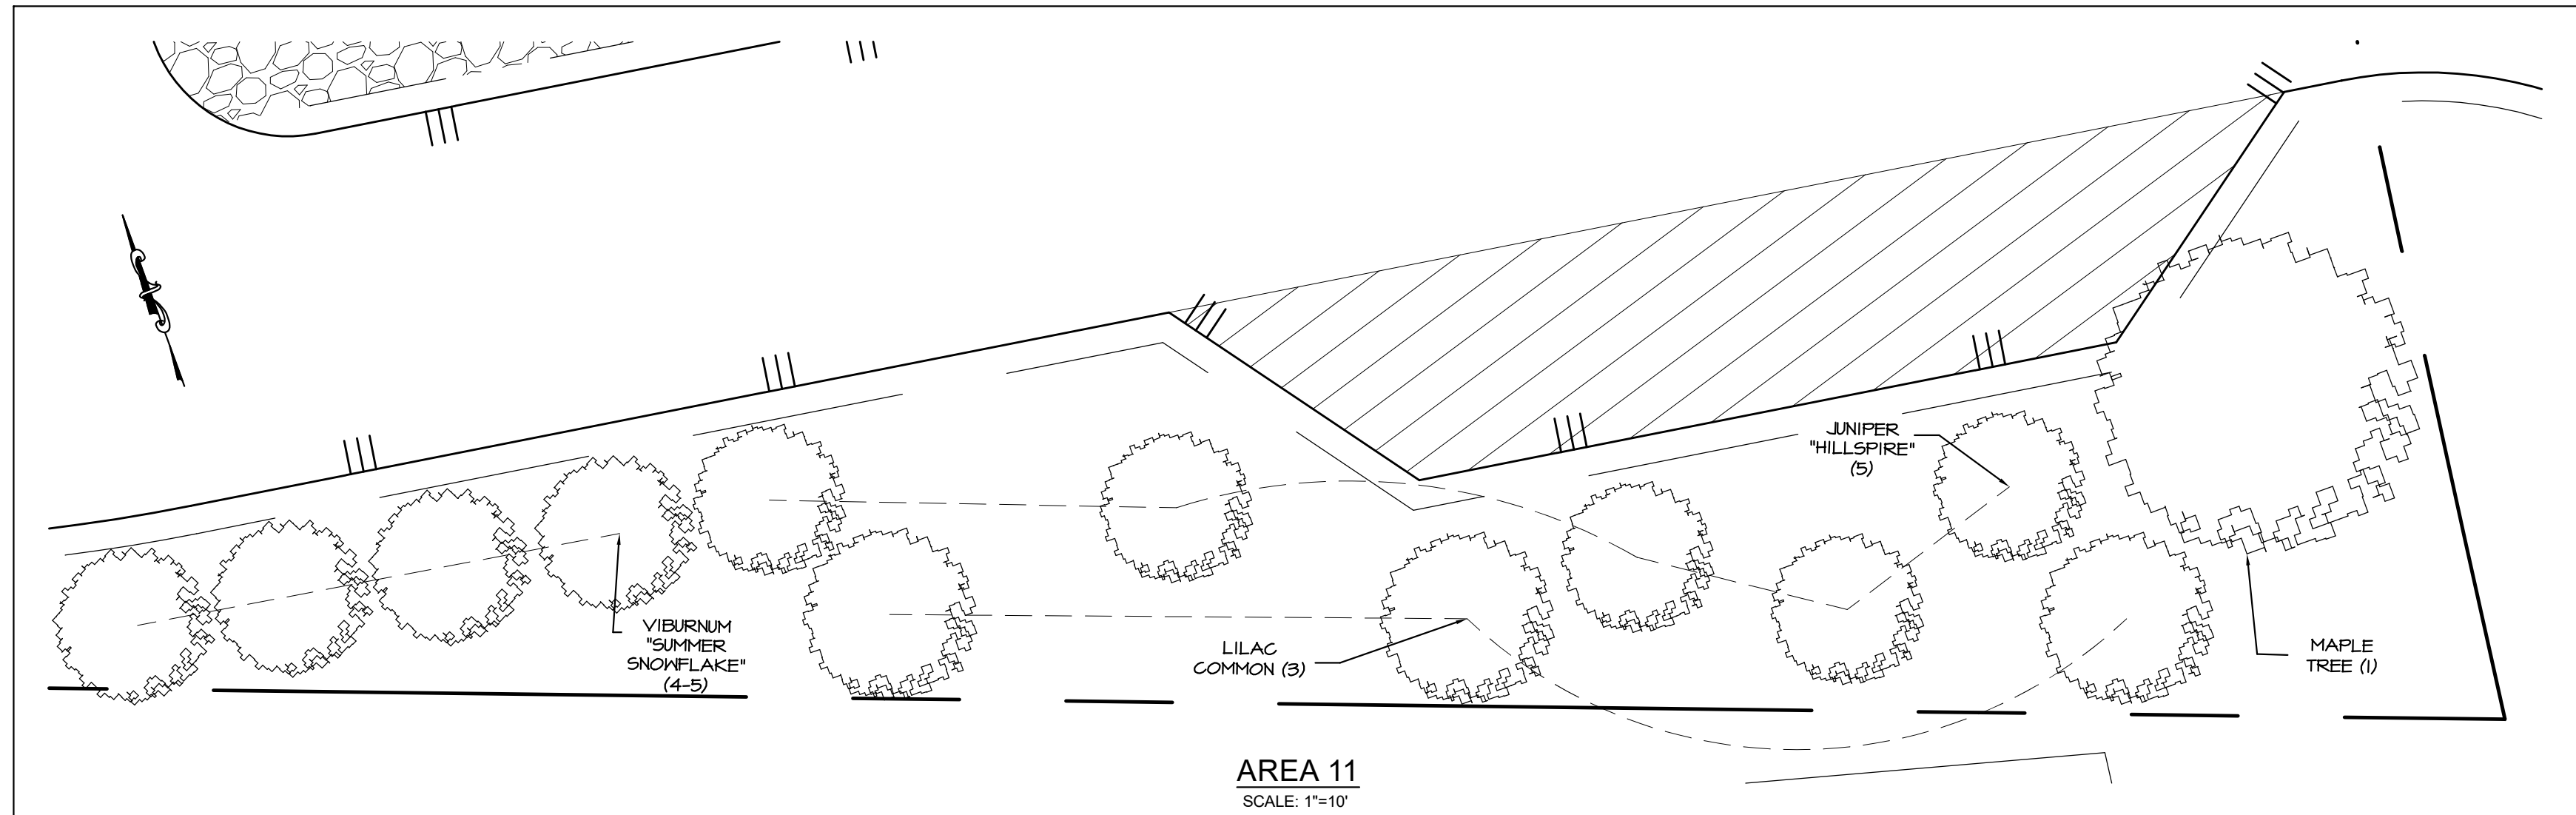 JUNIPER
"HILLSPIRE"
(5)
VIBURNUM
"SUMMER
SNOWFLAKE"
(4-5)
LILAC
COMMON (3)
MAPLE
TREE (1)
AREA 11
SCALE: 1"=10'